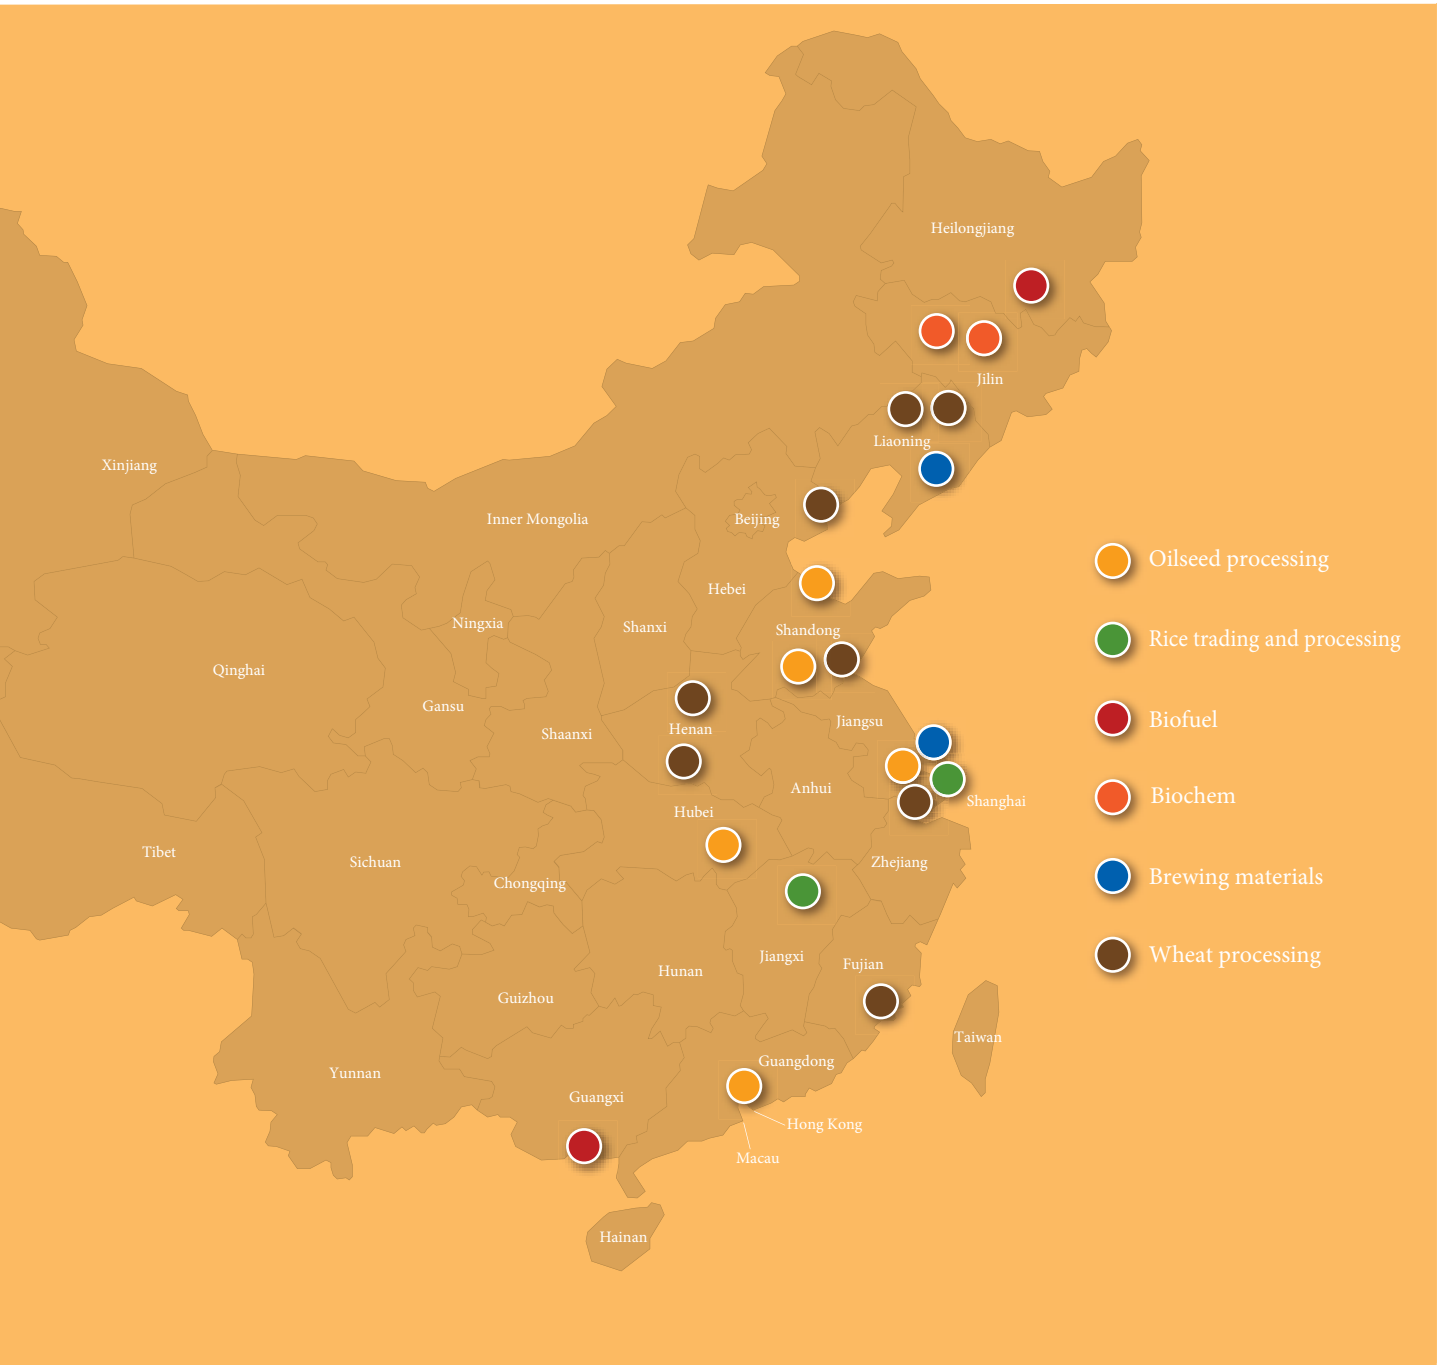 Heilongjiang
Jilin
Liaoning
Xinjiang
Inner Mongolia
Beijing
Hebei
Ningxia
Shanxi
Shandong
Qinghai
Gansu
Shaanxi
Henan
Jiangsu
Anhui
Shanghai
Hubei
Tibet
Sichuan
Chongqing
Zhejiang
Hunan
Jiangxi
Fujian
Guizhou
Taiwan
Yunnan
Guangxi
Guangdong
Hong Kong
Macau
Hainan
Oilseed processing
Rice trading and processing
Biofuel
Biochem
Brewing materials
Wheat processing